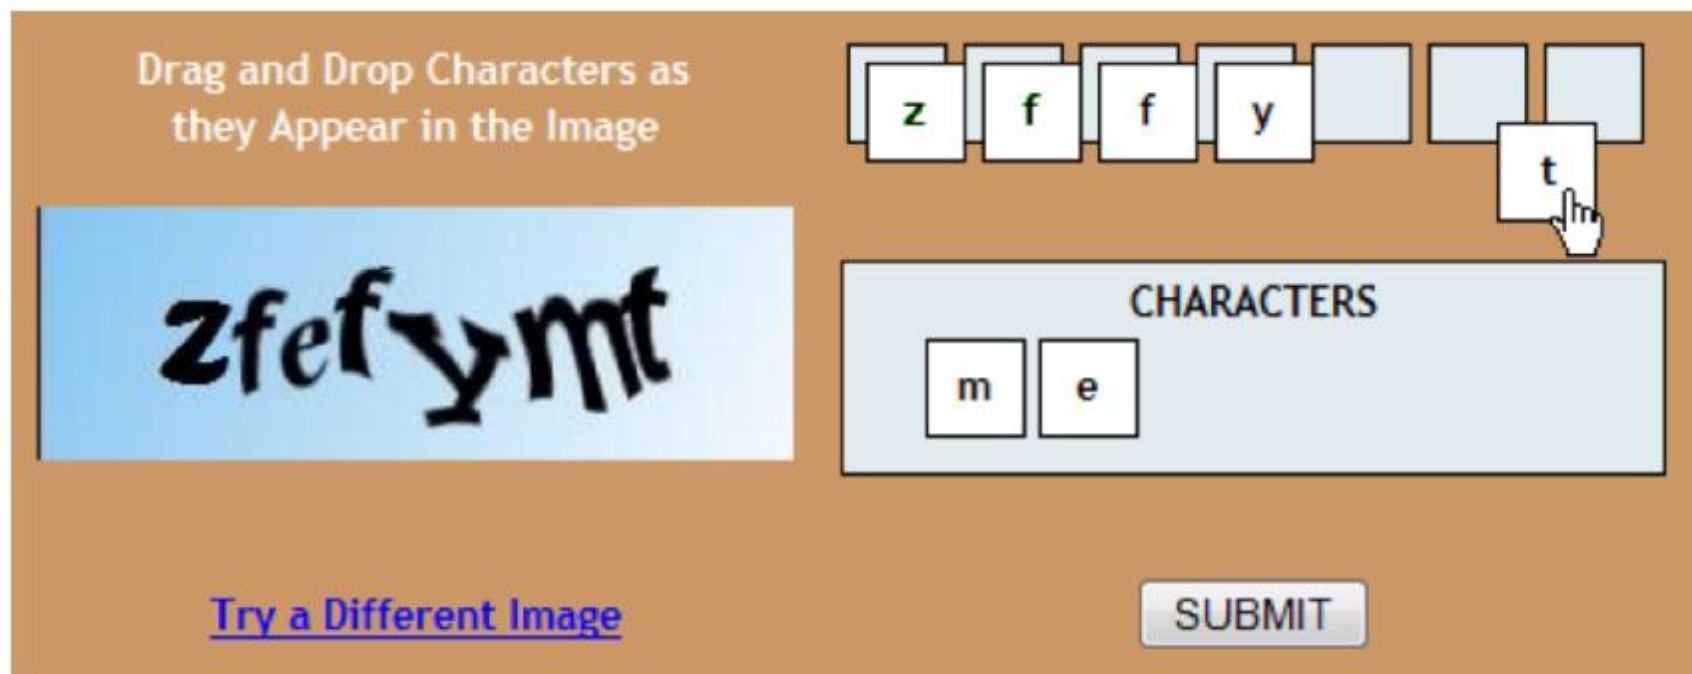 Drag and Drop Characters as
they Appear in the Image
zfefymt
Try a Different Image
z f f y
t
CHARACTERS
m e
SUBMIT